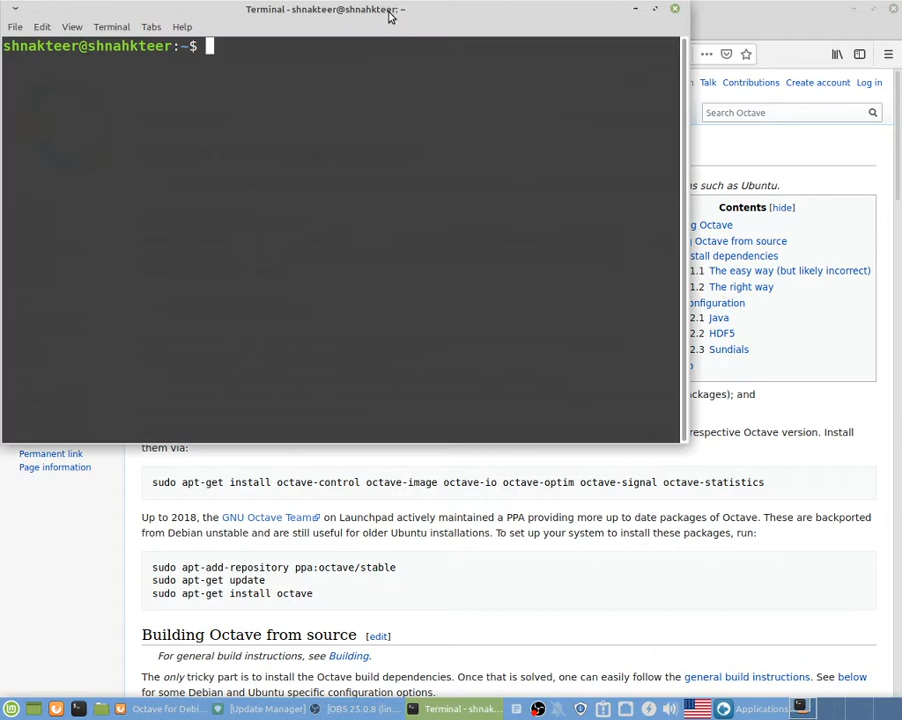 Terminal - shnakteer@shnahkteer: ~
File Edit View Terminal Tabs Help
shnakteer@shnahkteer:~$
Talk Contributions Create account Log in
Search Octave
s such as Ubuntu.
Contents [hide]
g Octave
g Octave from source
stall dependencies
1.1 The easy way (but likely incorrect)
1.2 The right way
onfiguration
2.1 Java
2.2 HDF5
2.3 Sundials
ckages); and
respective Octave version. Install
them via:
Permanent link
Page information
sudo apt-get install octave-control octave-image octave-io octave-optim octave-signal octave-statistics
Up to 2018, the GNU Octave Team on Launchpad actively maintained a PPA providing more up to date packages of Octave. These are backported
from Debian unstable and are still useful for older Ubuntu installations. To set up your system to install these packages, run:
sudo apt-add-repository ppa:octave/stable
sudo apt-get update
sudo apt-get install octave
Building Octave from source [edit]
For general build instructions, see Building.
The only tricky part is to install the Octave build dependencies. Once that is solved, one can easily follow the general build instructions. See below
for some Debian and Ubuntu specific configuration options.
Octave for Debi... [Update Manager] [OBS 25.0.8 (lin... Terminal - shnak... Applications